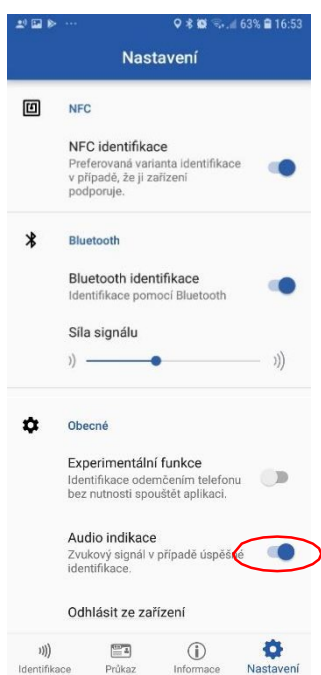 63% 16:53
Nastavení
NFC
NFC identifikace
Preferovaná varianta identifikace
v případě, že ji zařízení
podporuje.
Bluetooth
Bluetooth identifikace
Identifikace pomocí Bluetooth
Síla signálu
Obecné
Experimentální funkce
Identifikace odemčením telefonu
bez nutnosti spouštět aplikaci.
Audio indikace
Zvukový signál v případě úspěšné
identifikace.
Odhlásit ze zařízení
Identifikace Průkaz Informace Nastavení